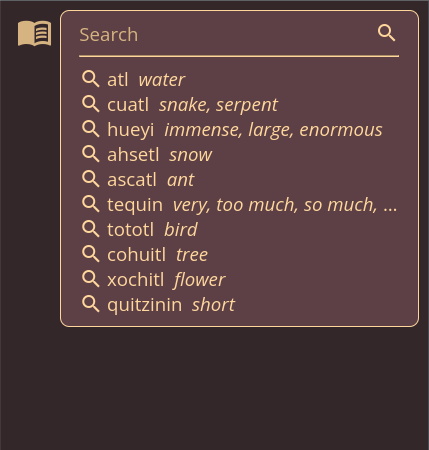 Search
atl water
cuatl snake, serpent
hueyi immense, large, enormous
ahsetl snow
ascatl ant
tequin very, too much, so much, ...
tototl bird
cohuitl tree
xochitl flower
quitzinin short